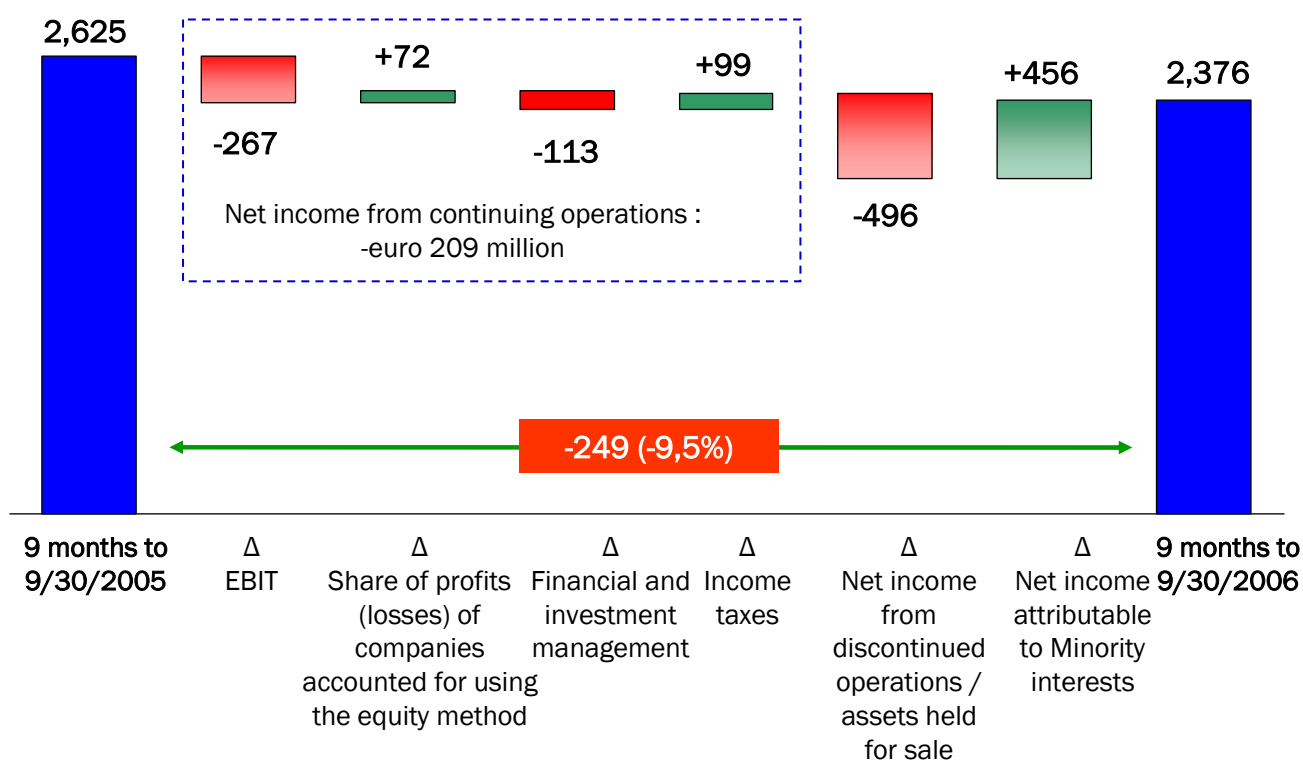 2,625
-267
+72
-113
+99
Net income from continuing operations :
-euro 209 million
-496
+456
2,376
-249 (-9,5%)
9 months to
9/30/2005
Δ
EBIT
Δ
Share of profits
(losses) of
companies
accounted for using
the equity method
Δ
Financial and
investment
management
Δ
Income
taxes
Δ
Net income
from
discontinued
operations /
assets held
for sale
Δ
Net income
attributable
to Minority
interests
9 months to
9/30/2006